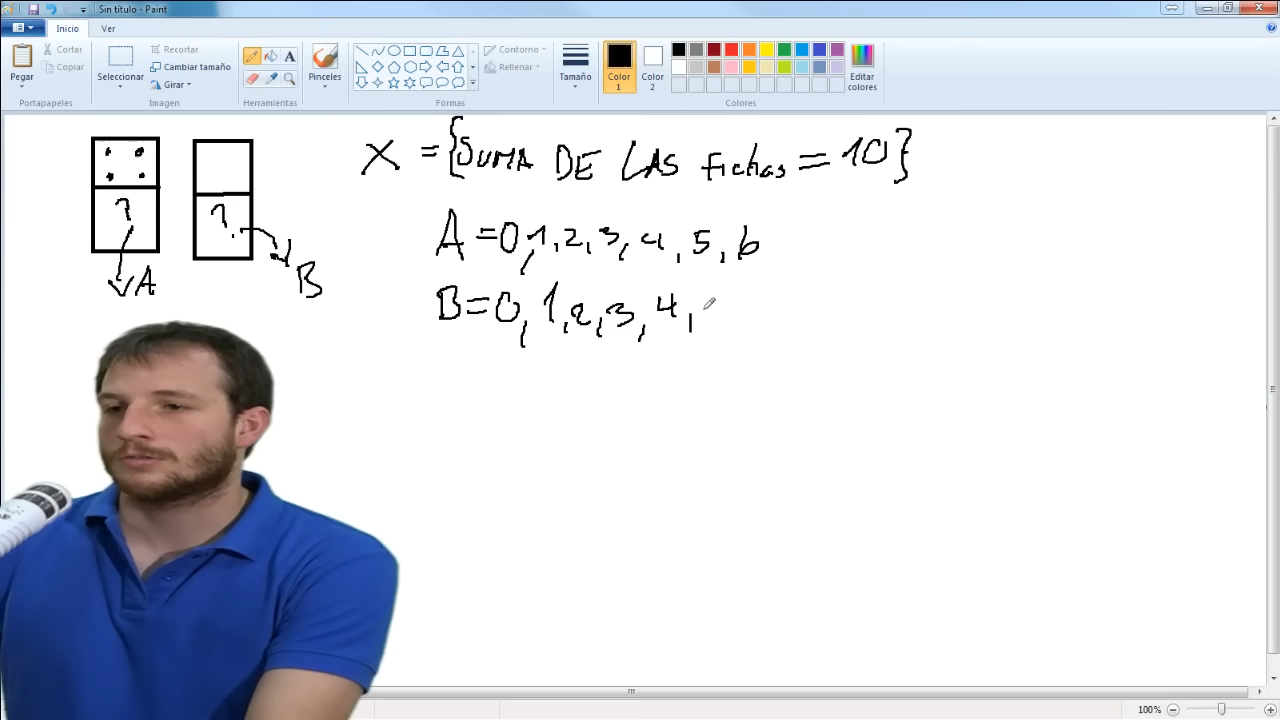 Sin título - Paint
Inicio Ver
Pegar
Cortar
Copiar
Portapapeles
Seleccionar
Recortar
Cambiar tamaño
Girar
Imagen
A
Herramientas
Pinceles
Contorno
Rellenar
Formas
Tamaño
Color 1
Color 2
Editar colores
Colores
X = {SUMA DE LAS fichas = 10}
? ?
A = 0, 1, 2, 3, 4, 5, 6
A B
B = 0, 1, 2, 3, 4,
100%